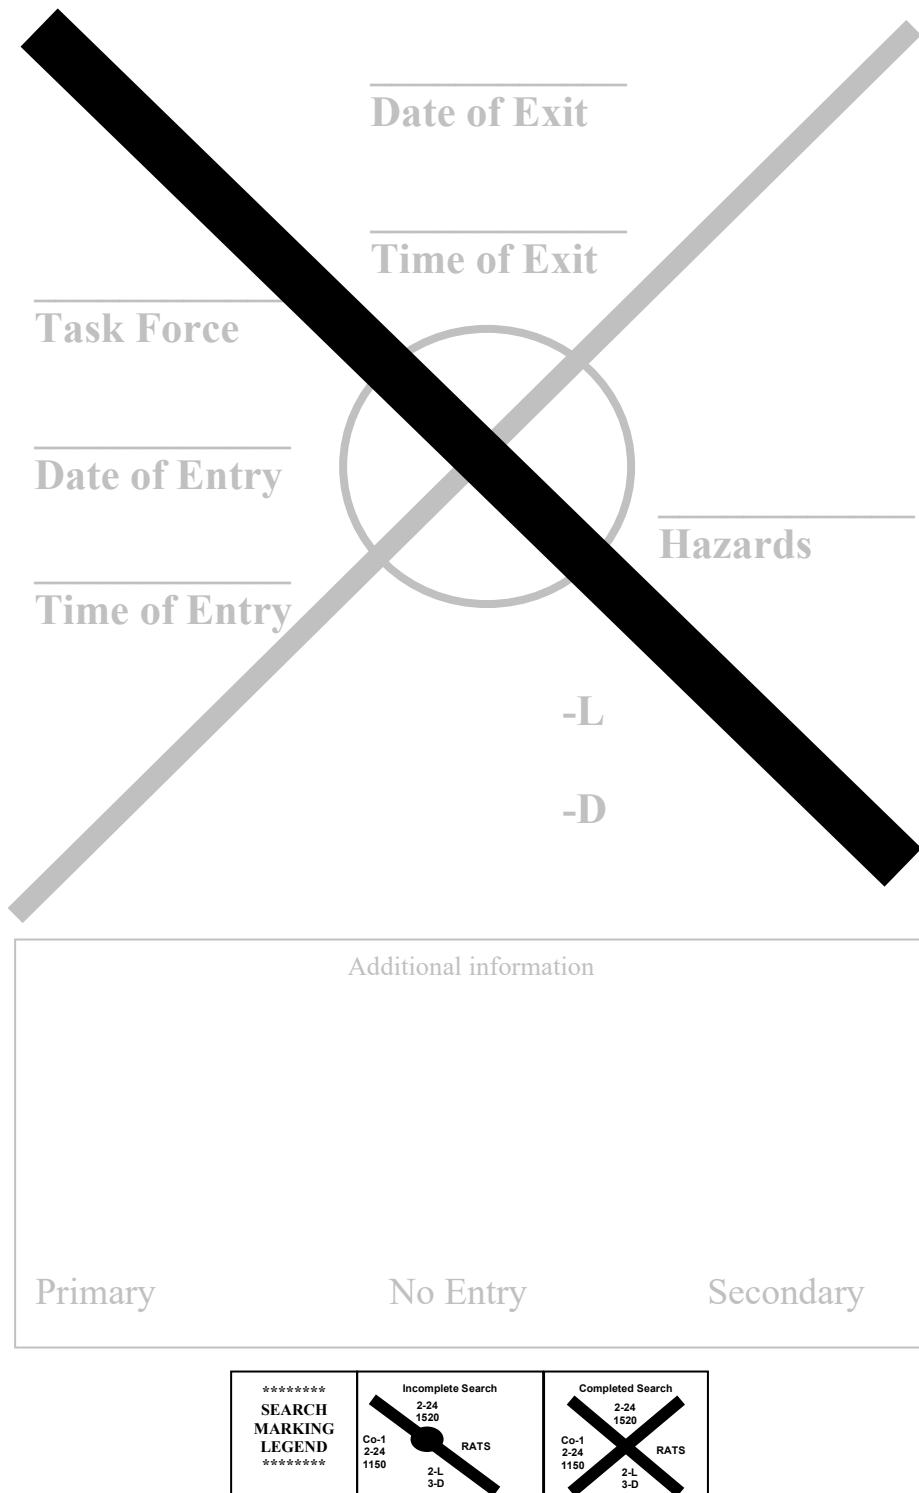 Date of Exit
Time of Exit
Task Force
Date of Entry
Hazards
Time of Entry
-L
-D
Additional information
Primary No Entry Secondary
********
SEARCH
MARKING
LEGEND
********
Incomplete Search
2-24
1520
Co-1
2-24
1150
RATS
2-L
3-D
Completed Search
2-24
1520
Co-1
2-24
1150
RATS
2-L
3-D